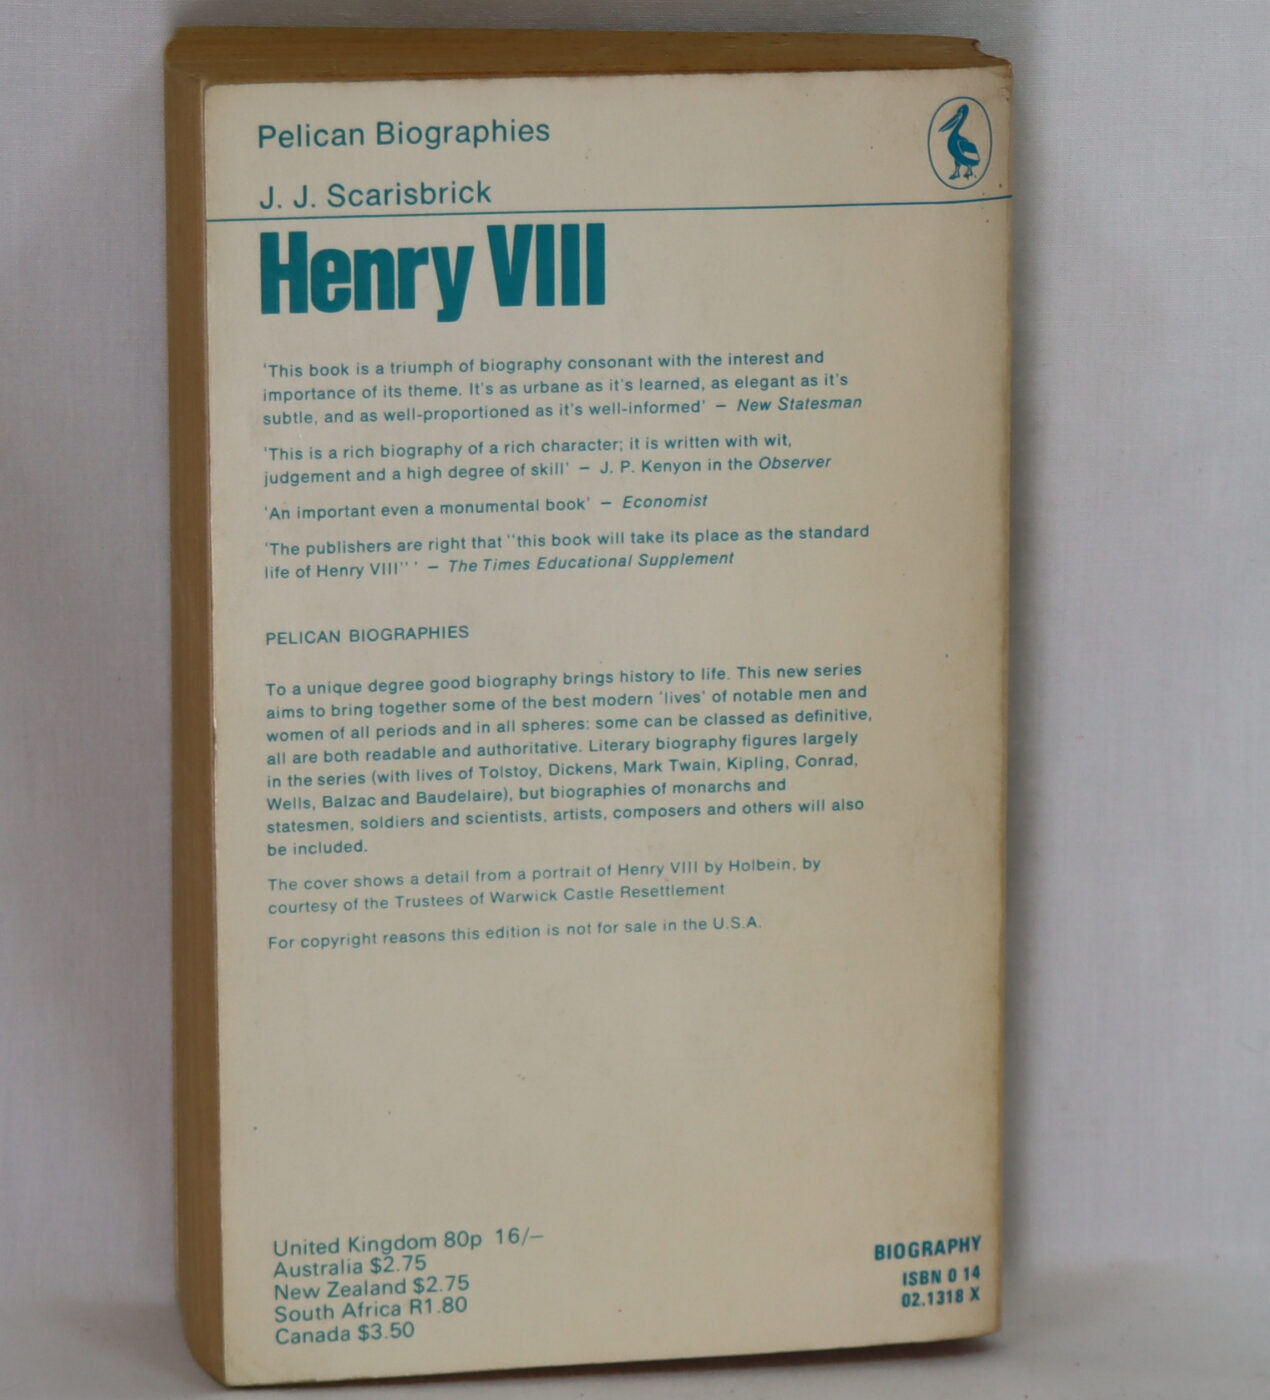 Pelican Biographies
J. J. Scarisbrick
Henry VIII
'This book is a triumph of biography consonant with the interest and
importance of its theme. It's as urbane as it's learned, as elegant as it's
subtle, and as well-proportioned as it's well-informed' – New Statesman
'This is a rich biography of a rich character; it is written with wit,
judgement and a high degree of skill' – J. P. Kenyon in the Observer
'An important even a monumental book' – Economist
'The publishers are right that "this book will take its place as the standard
life of Henry VIII" ' – The Times Educational Supplement
PELICAN BIOGRAPHIES
To a unique degree good biography brings history to life. This new series
aims to bring together some of the best modern 'lives' of notable men and
women of all periods and in all spheres: some can be classed as definitive,
all are both readable and authoritative. Literary biography figures largely
in the series (with lives of Tolstoy, Dickens, Mark Twain, Kipling, Conrad,
Wells, Balzac and Baudelaire), but biographies of monarchs and
statesmen, soldiers and scientists, artists, composers and others will also
be included.
The cover shows a detail from a portrait of Henry VIII by Holbein, by
courtesy of the Trustees of Warwick Castle Resettlement
For copyright reasons this edition is not for sale in the U.S.A.
United Kingdom 80p 16/–
Australia $2.75
New Zealand $2.75
South Africa R1.80
Canada $3.50
BIOGRAPHY
ISBN 0 14
02.1318 X